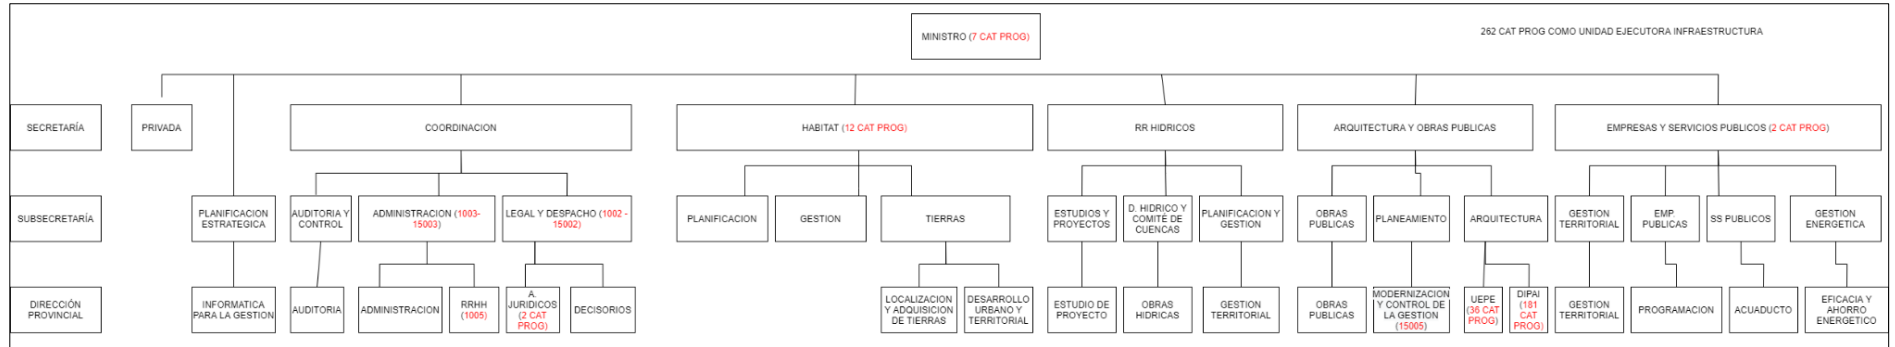 MINISTRO (7 CAT PROG)
262 CAT PROG COMO UNIDAD EJECUTORA INFRAESTRUCTURA
SECRETARÍA
PRIVADA
COORDINACION
HABITAT (12 CAT PROG)
RR HIDRICOS
ARQUITECTURA Y OBRAS PUBLICAS
EMPRESAS Y SERVICIOS PUBLICOS (2 CAT PROG)
SUBSECRETARÍA
PLANIFICACION
ESTRATEGICA
AUDITORIA Y
CONTROL
ADMINISTRACION (1003-
15003)
LEGAL Y DESPACHO (1002 -
15002)
PLANIFICACION
GESTION
TIERRAS
ESTUDIOS Y
PROYECTOS
D. HIDRICO Y
COMITÉ DE
CUENCAS
PLANIFICACION Y
GESTION
OBRAS
PUBLICAS
PLANEAMIENTO
ARQUITECTURA
GESTION
TERRITORIAL
EMP.
PUBLICAS
SS PUBLICOS
GESTION
ENERGETICA
DIRECCIÓN
PROVINCIAL
INFORMATICA
PARA LA GESTION
AUDITORIA
ADMINISTRACION
RRHH
(1005)
A.
JURIDICOS
(2 CAT
PROG)
DECISORIOS
LOCALIZACION
Y ADQUISICION
DE TIERRAS
DESARROLLO
URBANO Y
TERRITORIAL
ESTUDIO DE
PROYECTO
OBRAS
HIDRICAS
GESTION
TERRITORIAL
OBRAS
PUBLICAS
MODERNIZACION
Y CONTROL DE
LA GESTION
(15005)
UEPE
(36 CAT
PROG)
DIPAI
(181
CAT
PROG)
GESTION
TERRITORIAL
PROGRAMACION
ACUADUCTO
EFICACIA Y
AHORRO
ENERGETICO